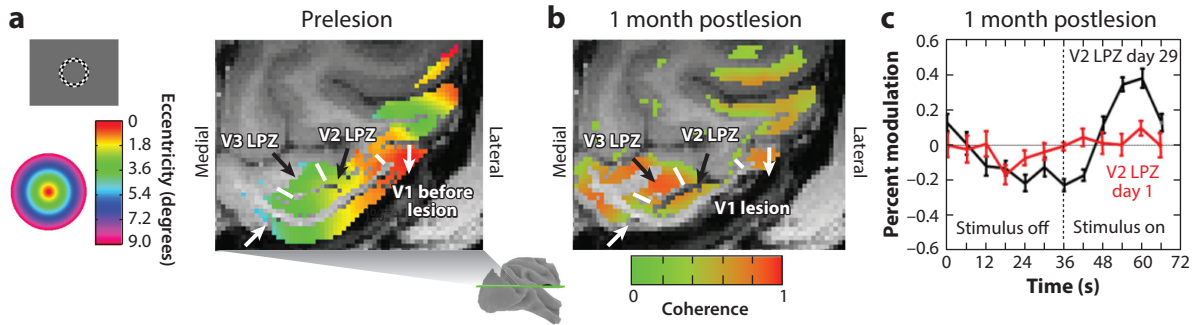 a
Prelesion
Eccentricity (degrees)
0
1.8
3.6
5.4
7.2
9.0
Medial
V3 LPZ
V2 LPZ
V1 before
lesion
Lateral
b
1 month postlesion
Medial
V3 LPZ
V2 LPZ
V1 lesion
Lateral
0
1
Coherence
c
1 month postlesion
Percent modulation
0.6
0.4
0.2
0
−0.2
−0.4
−0.6
V2 LPZ day 29
V2 LPZ
day 1
Stimulus off
Stimulus on
0 12 24 36 48 60 72
Time (s)